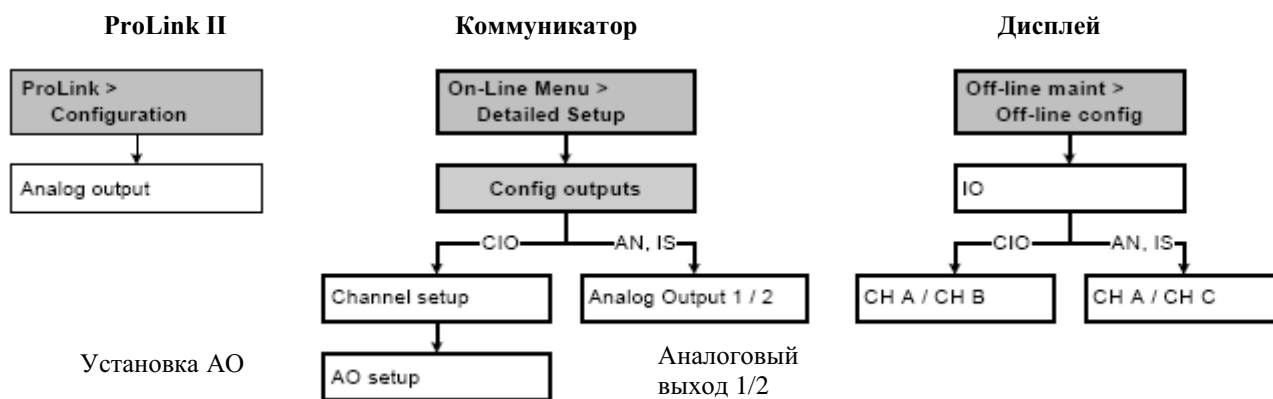 ProLink II
Коммуникатор
Дисплей
ProLink >
Configuration
On-Line Menu >
Detailed Setup
Off-line maint >
Off-line config
Analog output
Config outputs
IO
CIO
AN, IS
CIO
AN, IS
Channel setup
Analog Output 1 / 2
CH A / CH B
CH A / CH C
Установка АО
AO setup
Аналоговый
выход 1/2